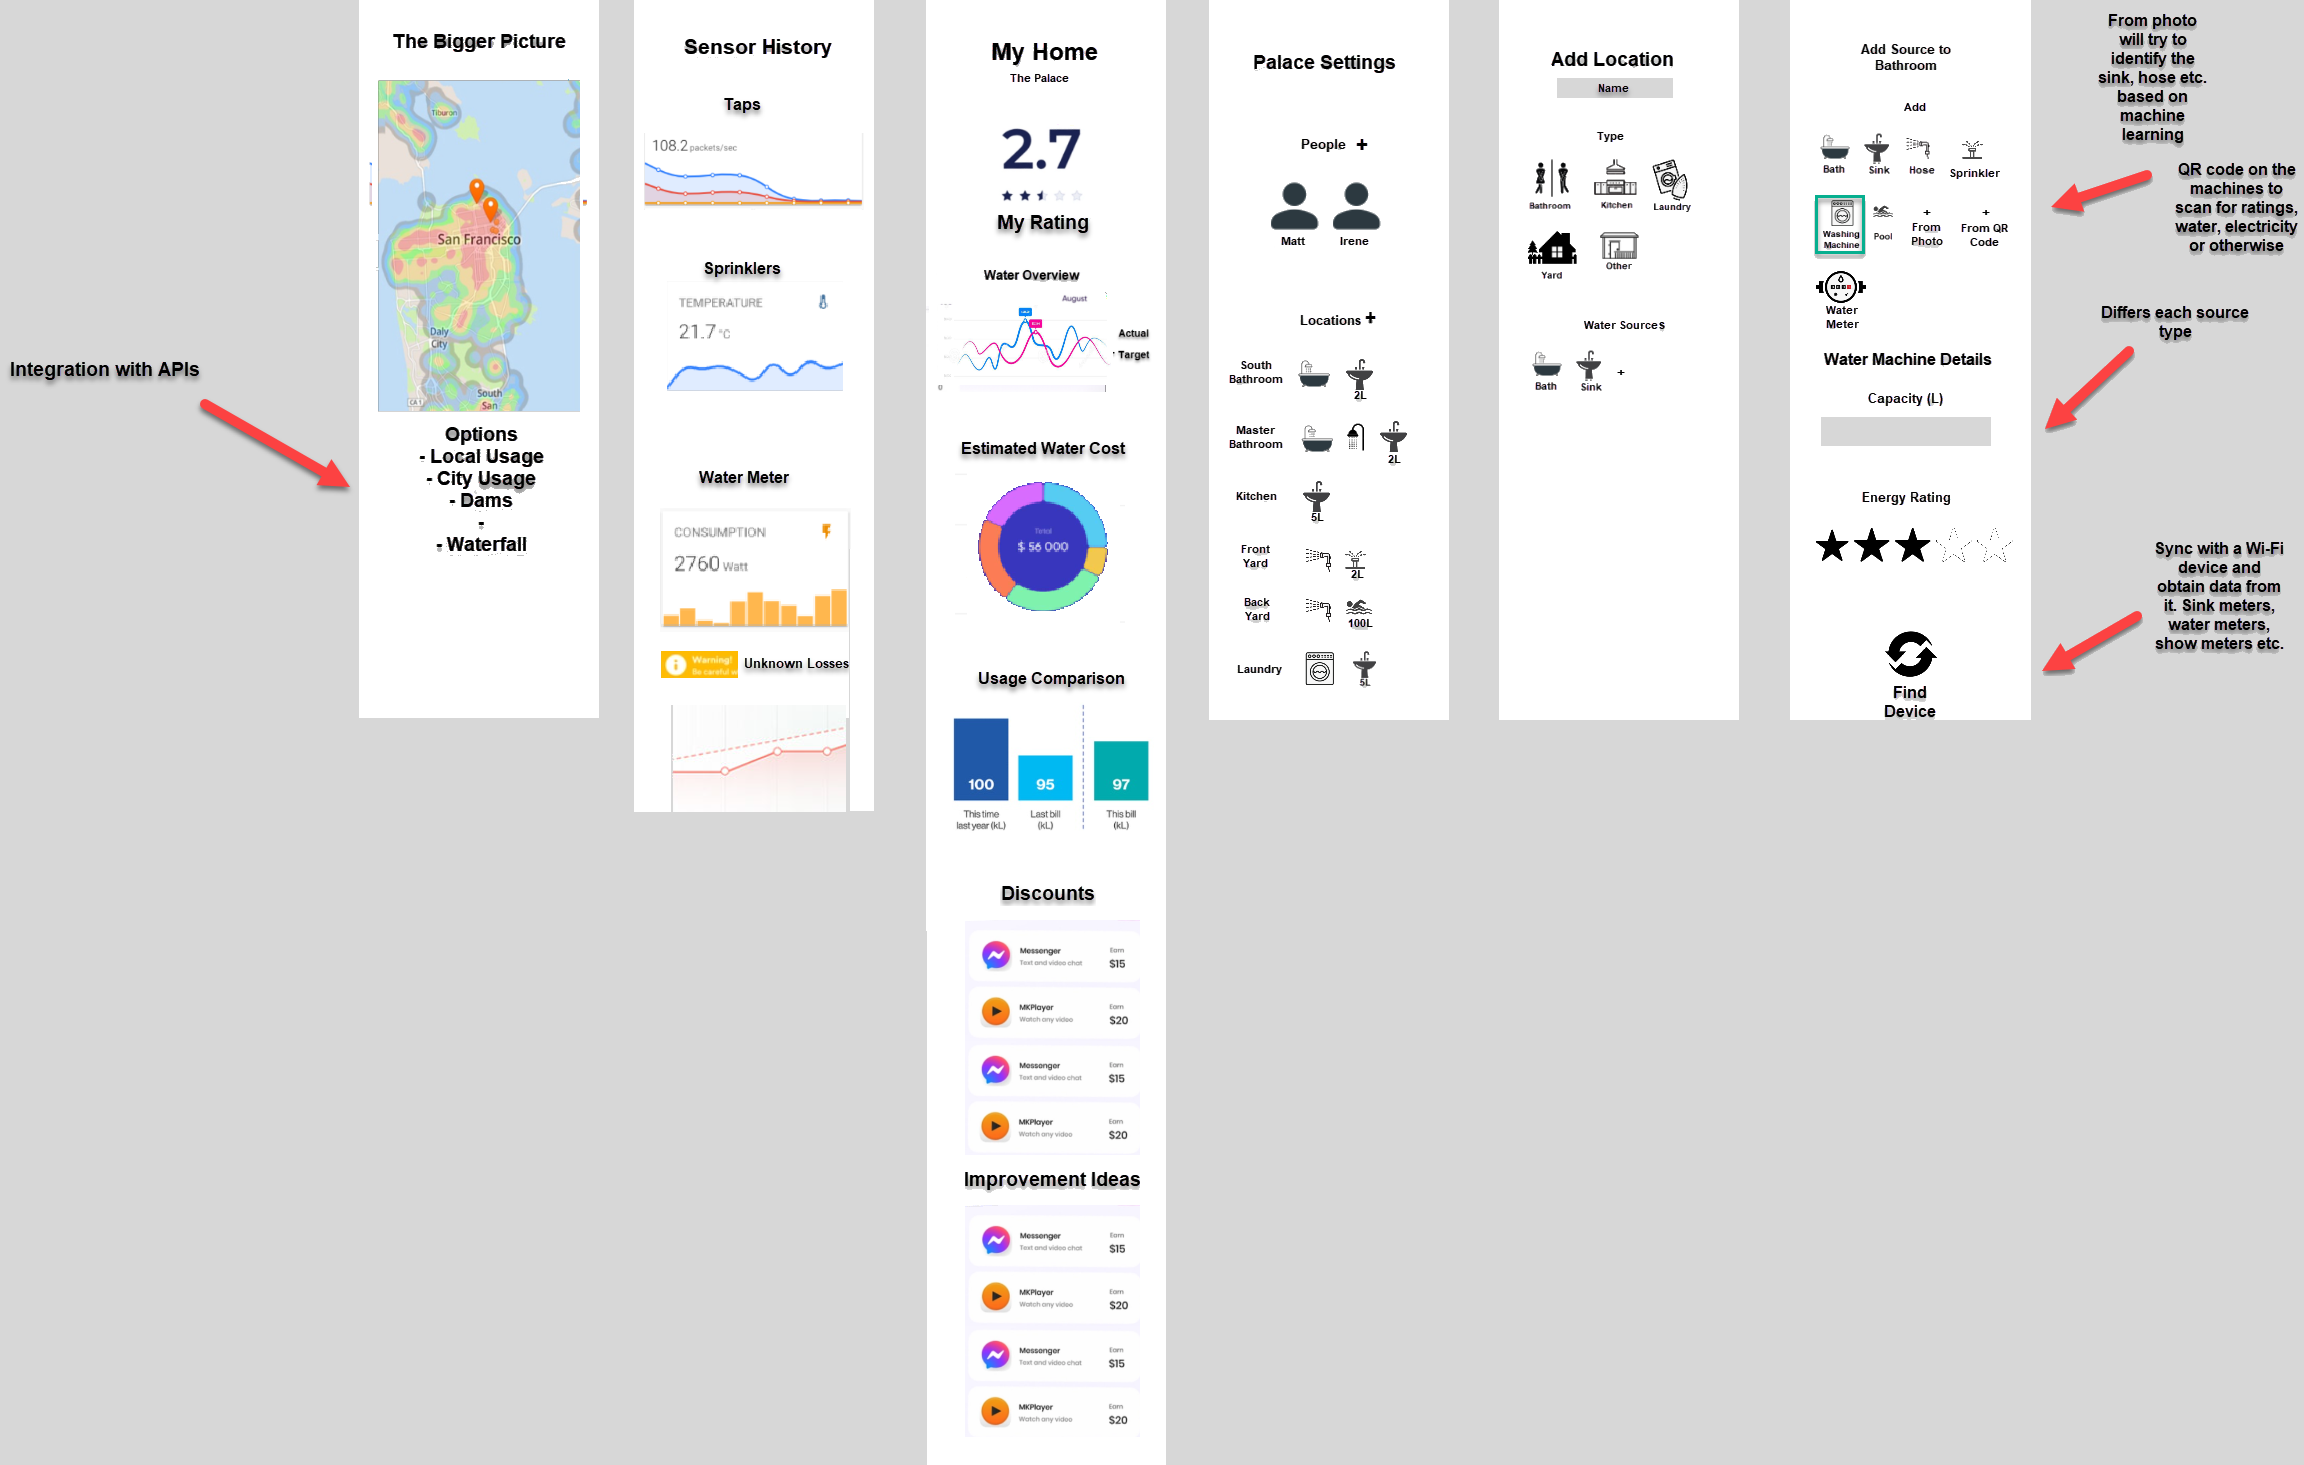 Integration with APIs
The Bigger Picture
Tiburon
San Francisco
Daly
City
CA 1
South
San
Options
- Local Usage
- City Usage
- Dams
-
- Waterfall
Sensor History
Taps
108.2 packets/sec
Sprinklers
TEMPERATURE
21.7 °C
Water Meter
CONSUMPTION
2760 Watt
Warning!
Be careful w
Unknown Losses
My Home
The Palace
2.7
My Rating
Water Overview
August
Actual
Target
Estimated Water Cost
Total
$ 56 000
Usage Comparison
100
95
97
This time
last year (kL)
Last bill
(kL)
This bill
(kL)
Discounts
Messenger
Text and video chat
Earn
$15
MKPlayer
Watch any video
Earn
$20
Messenger
Text and video chat
Earn
$15
MKPlayer
Watch any video
Earn
$20
Improvement Ideas
Messenger
Text and video chat
Earn
$15
MKPlayer
Watch any video
Earn
$20
Messenger
Text and video chat
Earn
$15
MKPlayer
Watch any video
Earn
$20
Palace Settings
People +
Matt
Irene
Locations +
South
Bathroom
2L
Master
Bathroom
2L
Kitchen
5L
Front
Yard
2L
Back
Yard
100L
Laundry
5L
Add Location
Name
Type
Bathroom
Kitchen
Laundry
Yard
Other
Water Sources
Bath
Sink
+
Add Source to
Bathroom
Add
Bath
Sink
Hose
Sprinkler
Washing
Machine
Pool
+
From
Photo
+
From QR
Code
Water
Meter
Water Machine Details
Capacity (L)
Energy Rating
Find
Device
From photo
will try to
identify the
sink, hose etc.
based on
machine
learning
QR code on the
machines to
scan for ratings,
water, electricity
or otherwise
Differs each source
type
Sync with a Wi-Fi
device and
obtain data from
it. Sink meters,
water meters,
show meters etc.